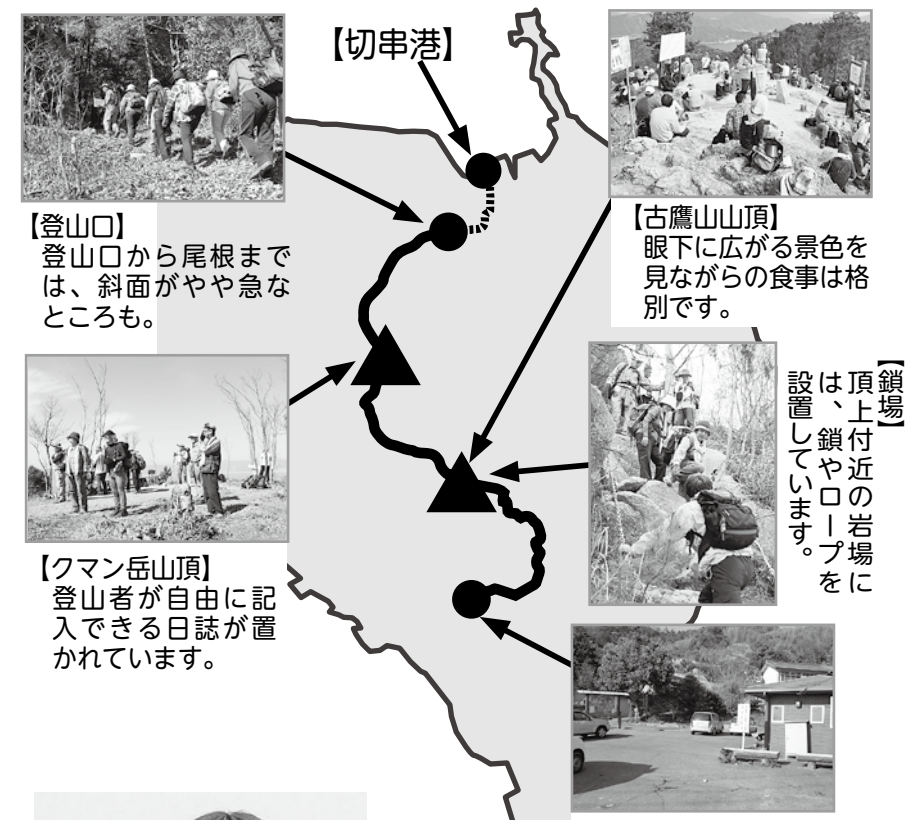 【切串港】
【登山口】
登山口から尾根まで
は、斜面がやや急な
ところも。
【古鷹山山頂】
眼下に広がる景色を
見ながらの食事は格
別です。
【鎖場】
頂上付近の岩場に
は、鎖やロープを
設置しています。
【クマン岳山頂】
登山者が自由に記
入できる日誌が置
かれています。